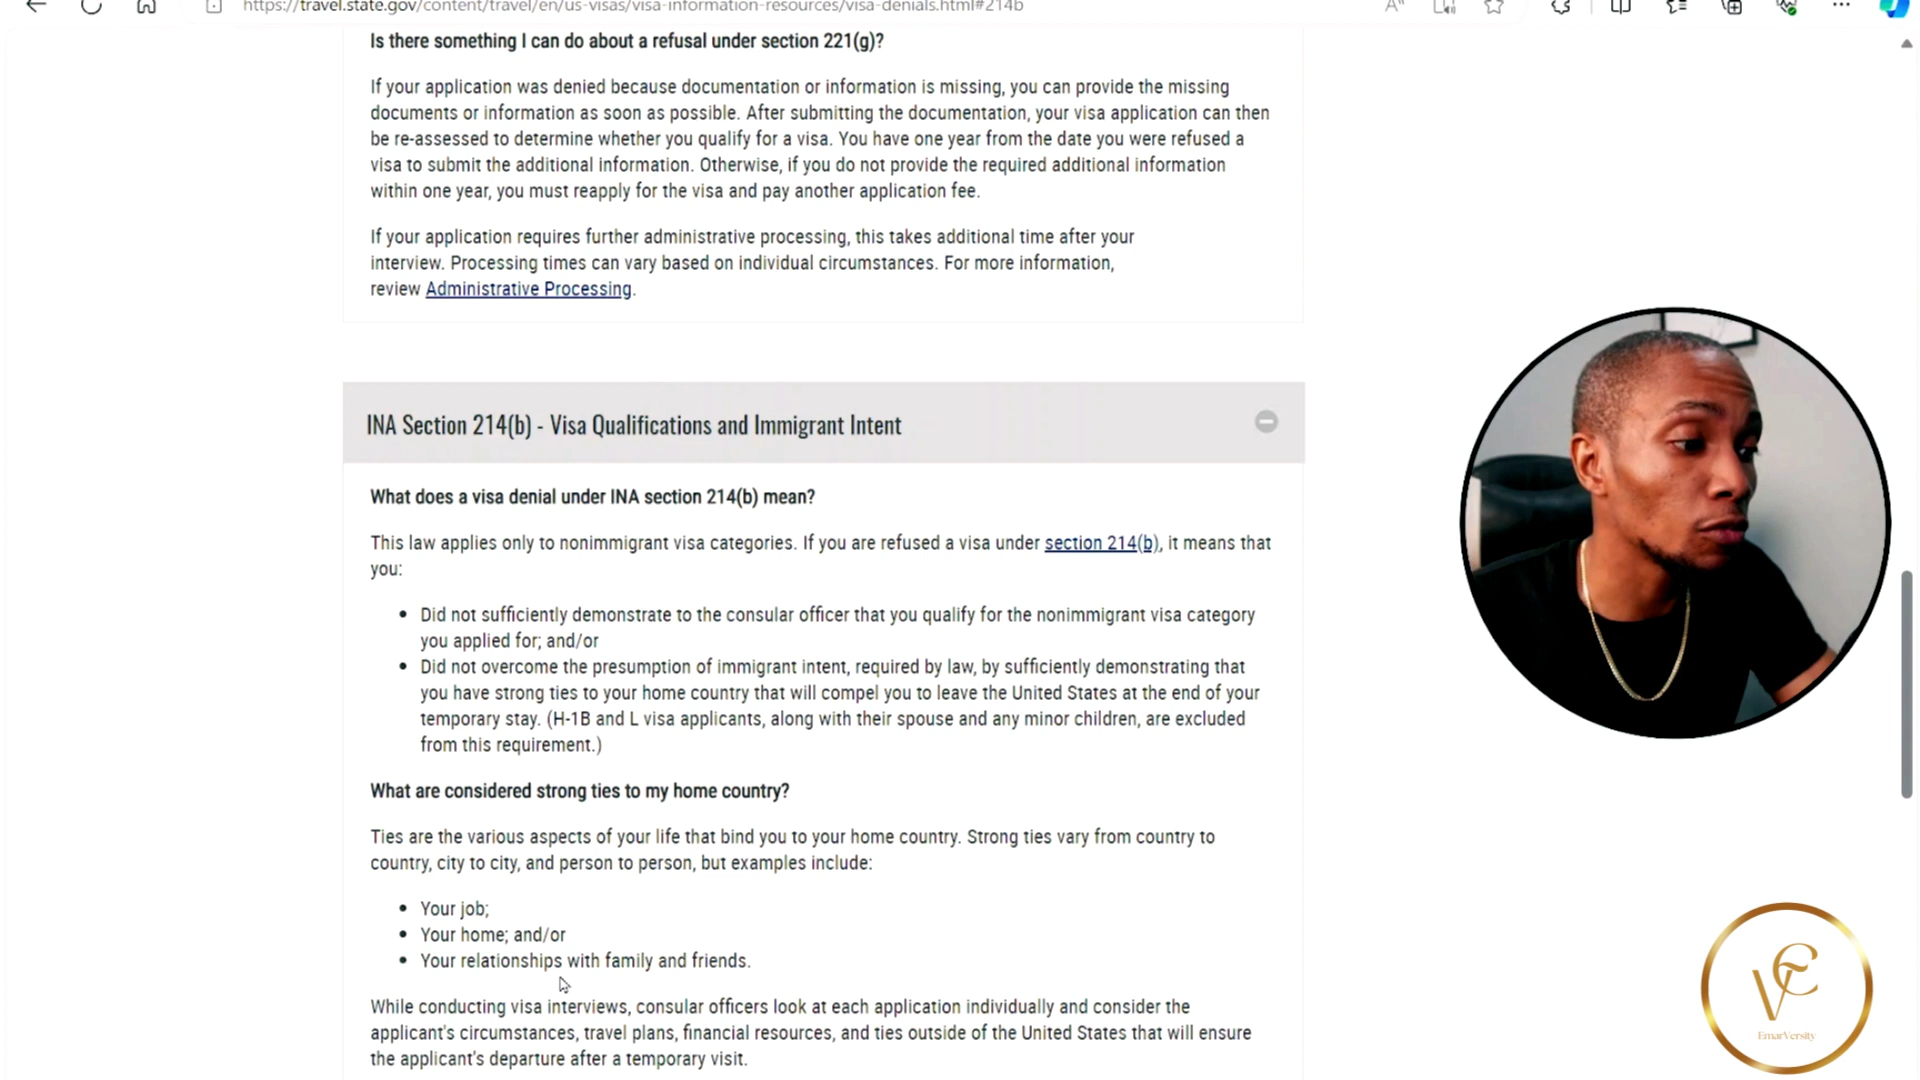 https://travel.state.gov/content/travel/en/us-visas/visa-information-resources/visa-denials.html#214b
Is there something I can do about a refusal under section 221(g)?
If your application was denied because documentation or information is missing, you can provide the missing
documents or information as soon as possible. After submitting the documentation, your visa application can then
be re-assessed to determine whether you qualify for a visa. You have one year from the date you were refused a
visa to submit the additional information. Otherwise, if you do not provide the required additional information
within one year, you must reapply for the visa and pay another application fee.
If your application requires further administrative processing, this takes additional time after your
interview. Processing times can vary based on individual circumstances. For more information,
review Administrative Processing.
INA Section 214(b) - Visa Qualifications and Immigrant Intent
What does a visa denial under INA section 214(b) mean?
This law applies only to nonimmigrant visa categories. If you are refused a visa under section 214(b), it means that
you:
• Did not sufficiently demonstrate to the consular officer that you qualify for the nonimmigrant visa category
you applied for; and/or
• Did not overcome the presumption of immigrant intent, required by law, by sufficiently demonstrating that
you have strong ties to your home country that will compel you to leave the United States at the end of your
temporary stay. (H-1B and L visa applicants, along with their spouse and any minor children, are excluded
from this requirement.)
What are considered strong ties to my home country?
Ties are the various aspects of your life that bind you to your home country. Strong ties vary from country to
country, city to city, and person to person, but examples include:
• Your job;
• Your home; and/or
• Your relationships with family and friends.
While conducting visa interviews, consular officers look at each application individually and consider the
applicant's circumstances, travel plans, financial resources, and ties outside of the United States that will ensure
the applicant's departure after a temporary visit.
EmarVersity